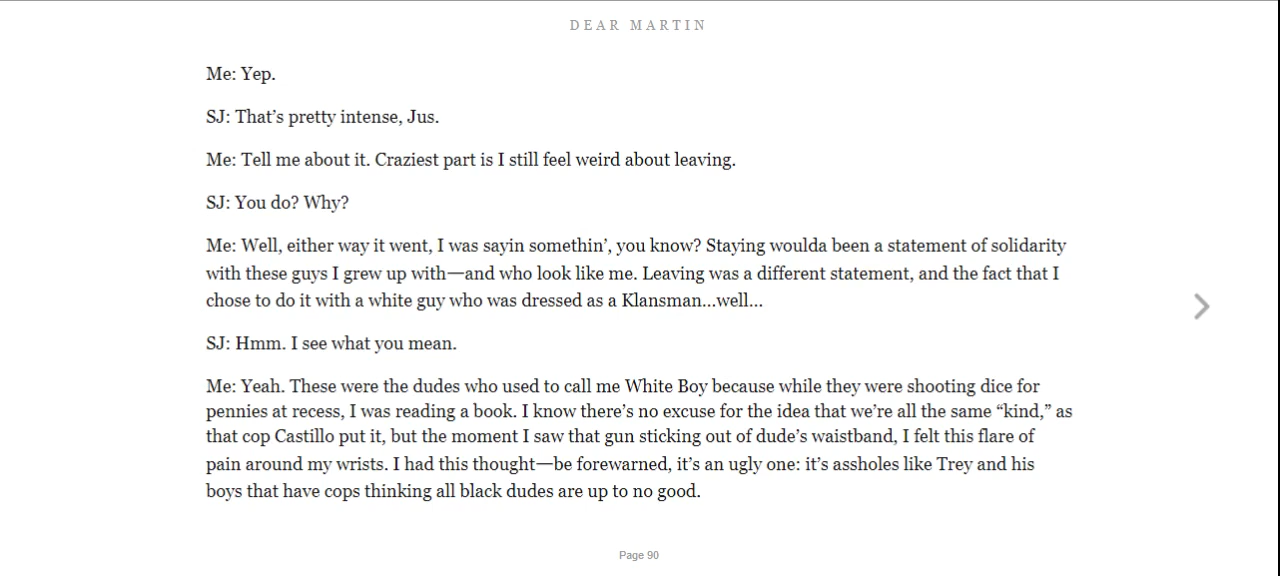 DEAR MARTIN
Me: Yep.
SJ: That’s pretty intense, Jus.
Me: Tell me about it. Craziest part is I still feel weird about leaving.
SJ: You do? Why?
Me: Well, either way it went, I was sayin somethin’, you know? Staying woulda been a statement of solidarity
with these guys I grew up with—and who look like me. Leaving was a different statement, and the fact that I
chose to do it with a white guy who was dressed as a Klansman...well...
SJ: Hmm. I see what you mean.
Me: Yeah. These were the dudes who used to call me White Boy because while they were shooting dice for
pennies at recess, I was reading a book. I know there’s no excuse for the idea that we’re all the same “kind,” as
that cop Castillo put it, but the moment I saw that gun sticking out of dude’s waistband, I felt this flare of
pain around my wrists. I had this thought—be forewarned, it’s an ugly one: it’s assholes like Trey and his
boys that have cops thinking all black dudes are up to no good.
Page 90